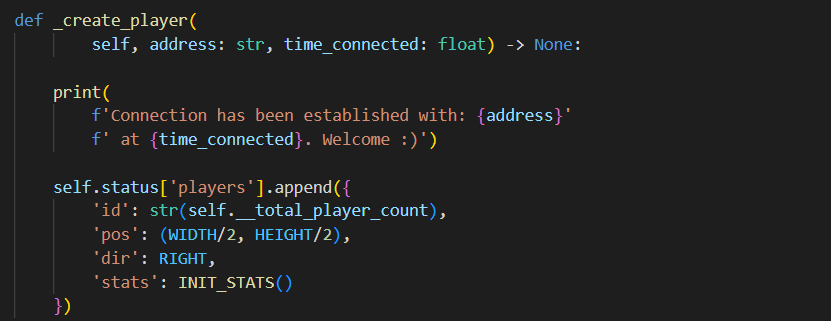 def _create_player(
        self, address: str, time_connected: float) -> None:
    print(
        f'Connection has been established with: {address}'
        f' at {time_connected}. Welcome :)')
    self.status['players'].append({
        'id': str(self.__total_player_count),
        'pos': (WIDTH/2, HEIGHT/2),
        'dir': RIGHT,
        'stats': INIT_STATS()
    })